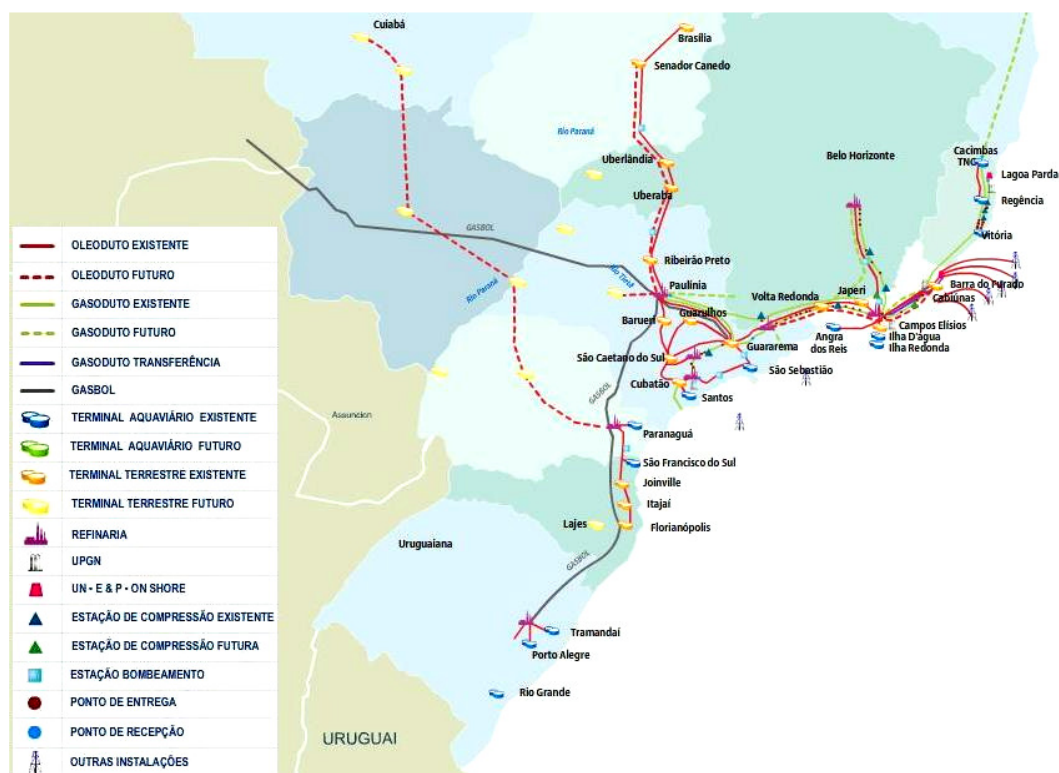 Cuiabá
Brasília
Senador Canedo
Rio Paraná
Uberlândia
Belo Horizonte
Cacimbas
TNC
Lagoa Parda
Uberaba
Regência
GASBOL
Vitória
Ribeirão Preto
Rio Tietê
Rio Paraná
Paulínia
Volta Redonda
Japeri
Barra do Furado
Cabiúnas
Barueri
Guarulhos
Guararema
Angra
dos Reis
Campos Elísios
Ilha D'água
Ilha Redonda
São Caetano do Sul
São Sebastião
Cubatão
Santos
GASBOL
Assuncion
Paranaguá
São Francisco do Sul
Joinville
Itajaí
Lajes
Florianópolis
Uruguaiana
GASBOL
Tramandaí
Porto Alegre
Rio Grande
URUGUAI
OLEODUTO EXISTENTE
OLEODUTO FUTURO
GASODUTO EXISTENTE
GASODUTO FUTURO
GASODUTO TRANSFERÊNCIA
GASBOL
TERMINAL AQUAVIÁRIO EXISTENTE
TERMINAL AQUAVIÁRIO FUTURO
TERMINAL TERRESTRE EXISTENTE
TERMINAL TERRESTRE FUTURO
REFINARIA
UPGN
UN - E & P - ON SHORE
ESTAÇÃO DE COMPRESSÃO EXISTENTE
ESTAÇÃO DE COMPRESSÃO FUTURA
ESTAÇÃO BOMBEAMENTO
PONTO DE ENTREGA
PONTO DE RECEPÇÃO
OUTRAS INSTALAÇÕES